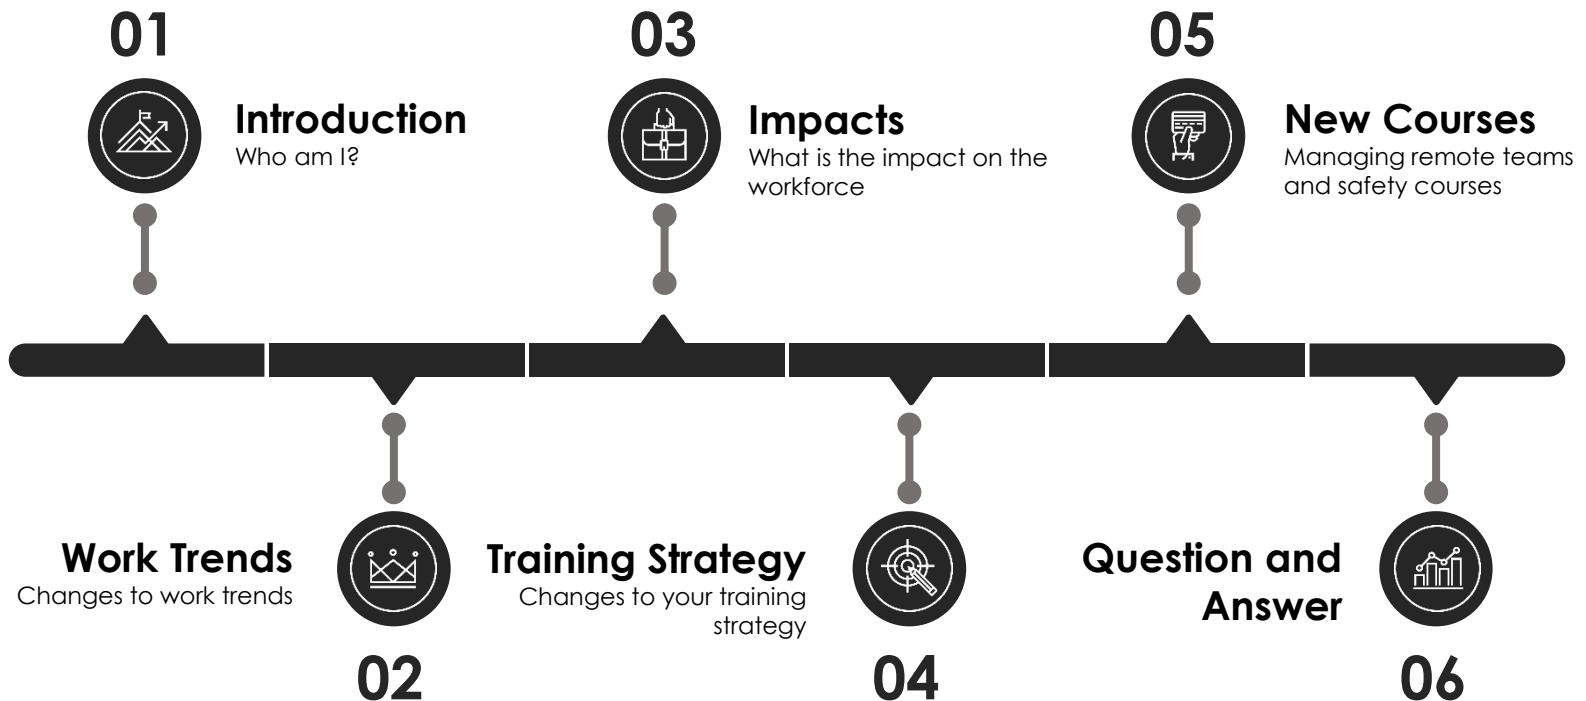 01
Introduction
Who am I?
02
Work Trends
Changes to work trends
03
Impacts
What is the impact on the
workforce
04
Training Strategy
Changes to your training
strategy
05
New Courses
Managing remote teams
and safety courses
06
Question and
Answer